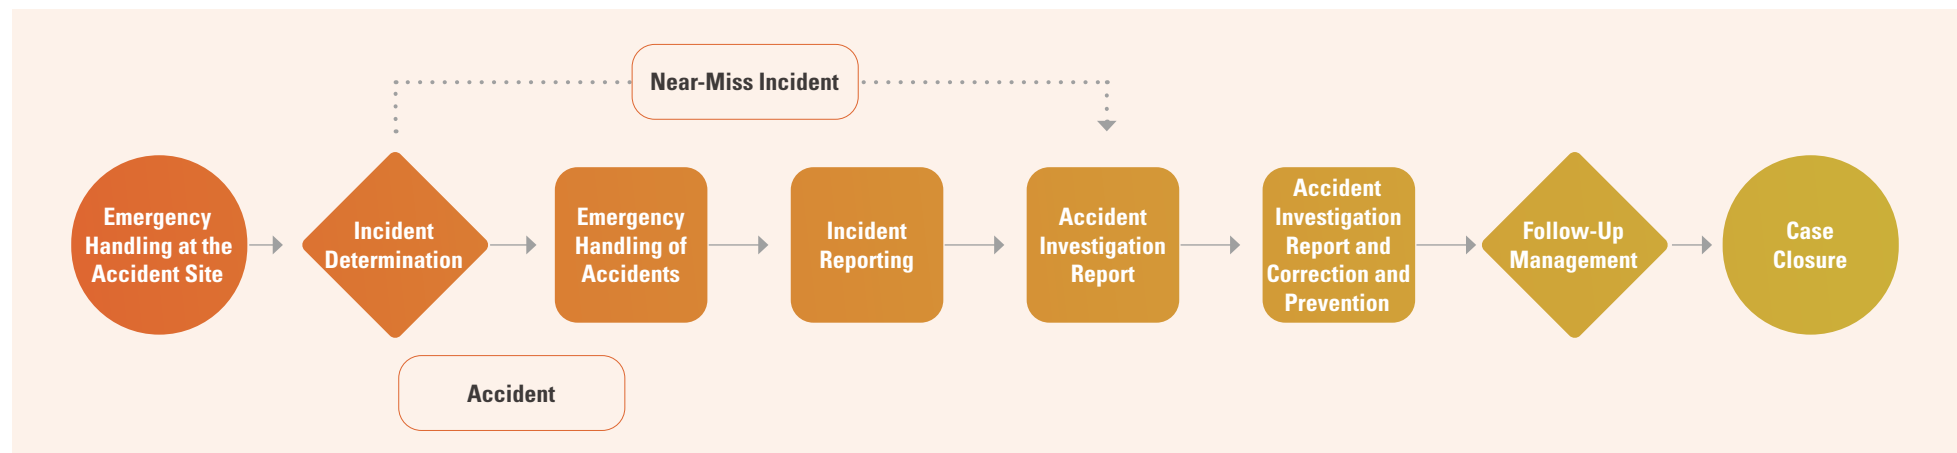 Near-Miss Incident
Emergency
Handling at the
Accident Site
Incident
Determination
Emergency
Handling of
Accidents
Incident
Reporting
Accident
Investigation
Report
Accident
Investigation
Report and
Correction and
Prevention
Follow-Up
Management
Case
Closure
Accident